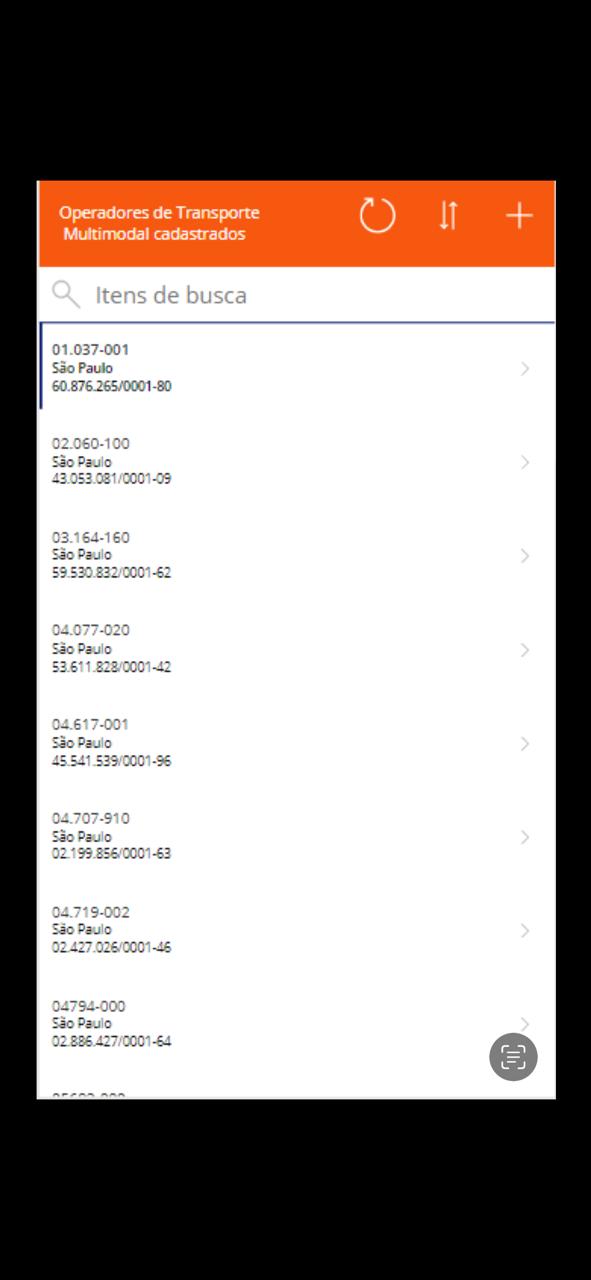 Operadores de Transporte
Multimodal cadastrados
Itens de busca
01.037-001
São Paulo
60.876.265/0001-80
02.060-100
São Paulo
43.053.081/0001-09
03.164-160
São Paulo
59.530.832/0001-62
04.077-020
São Paulo
53.611.828/0001-42
04.617-001
São Paulo
45.541.539/0001-96
04.707-910
São Paulo
02.199.856/0001-63
04.719-002
São Paulo
02.427.026/0001-46
04794-000
São Paulo
02.886.427/0001-64